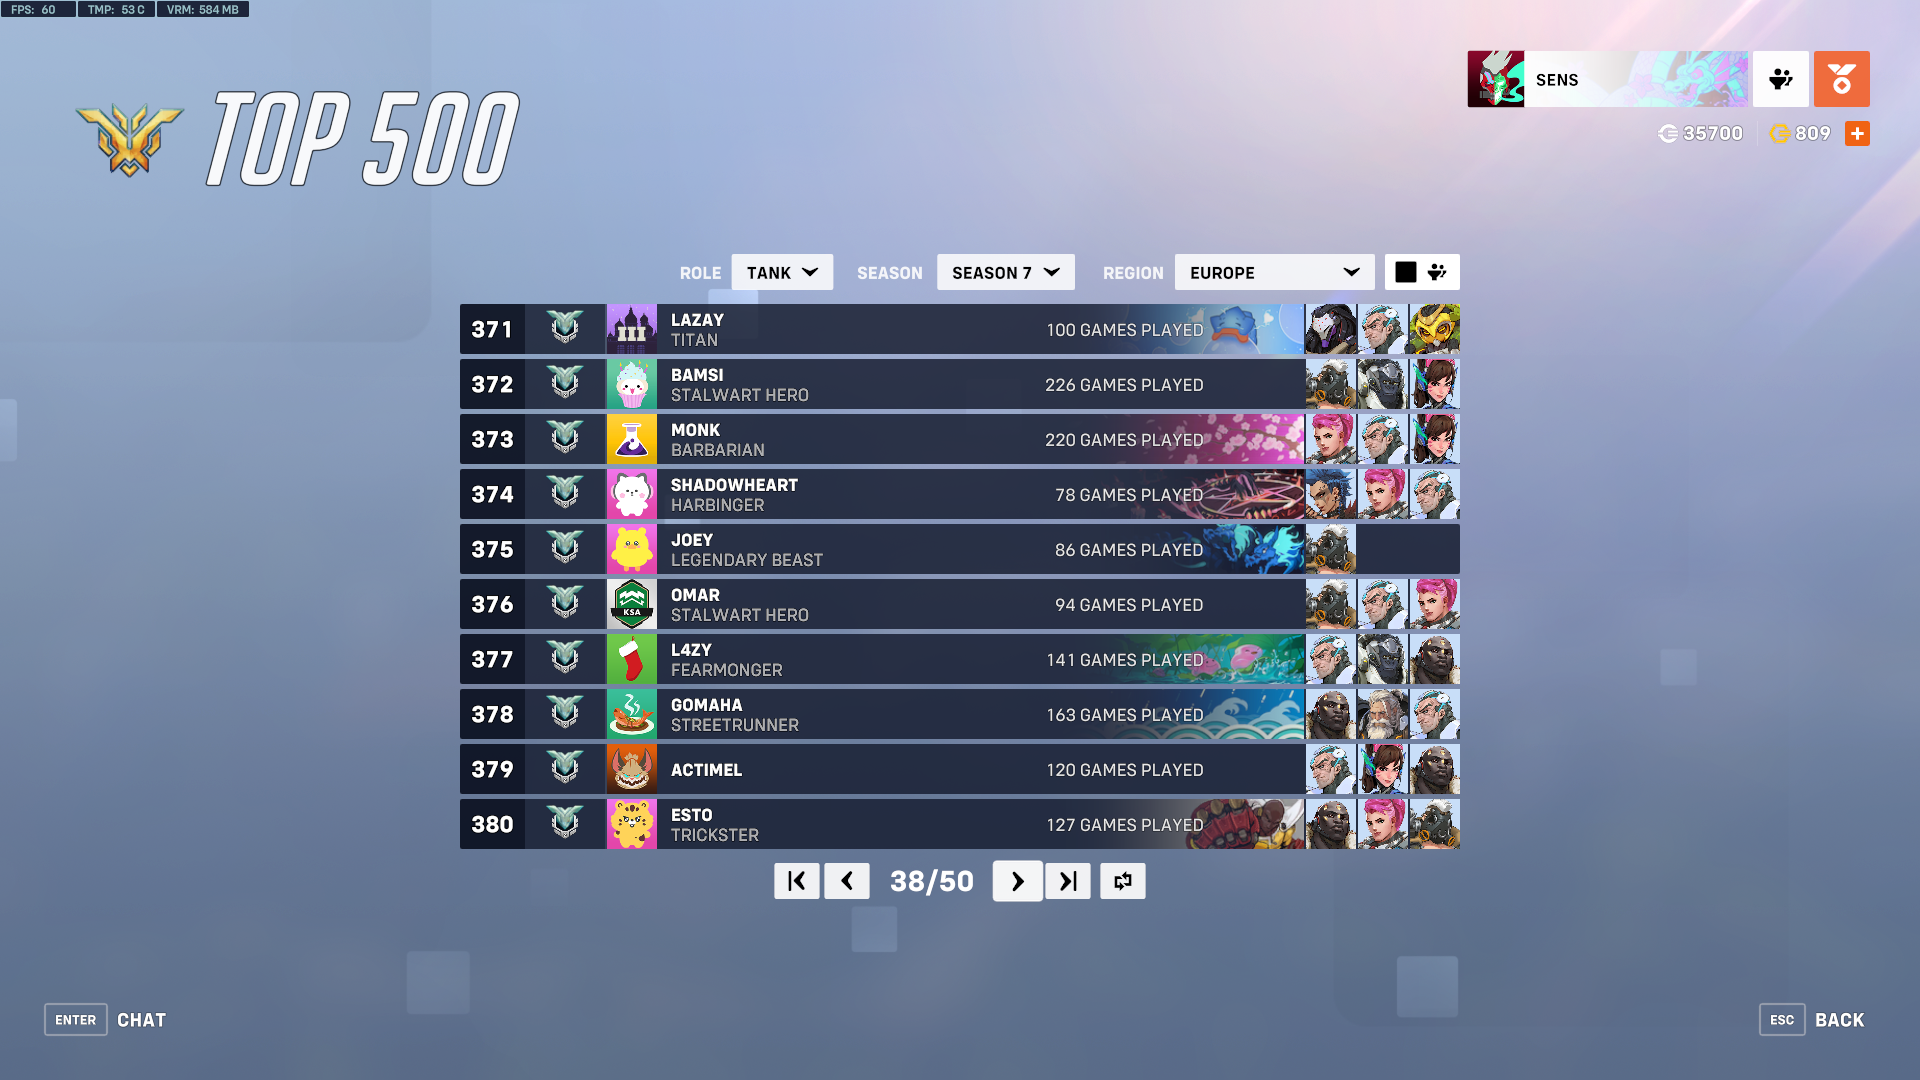 FPS: 60 TMP: 53 C VRM: 584 MB
TOP 500
SENS
35700 809
ROLE TANK SEASON SEASON 7 REGION EUROPE
371 LAZAY 100 GAMES PLAYED
TITAN
372 BAMSI 226 GAMES PLAYED
STALWART HERO
373 MONK 220 GAMES PLAYED
BARBARIAN
374 SHADOWHEART 78 GAMES PLAYED
HARBINGER
375 JOEY 86 GAMES PLAYED
LEGENDARY BEAST
376 KSA OMAR 94 GAMES PLAYED
STALWART HERO
377 L4ZY 141 GAMES PLAYED
FEARMONGER
378 GOMAHA 163 GAMES PLAYED
STREETRUNNER
379 ACTIMEL 120 GAMES PLAYED
380 ESTO 127 GAMES PLAYED
TRICKSTER
38/50
ENTER CHAT
ESC BACK